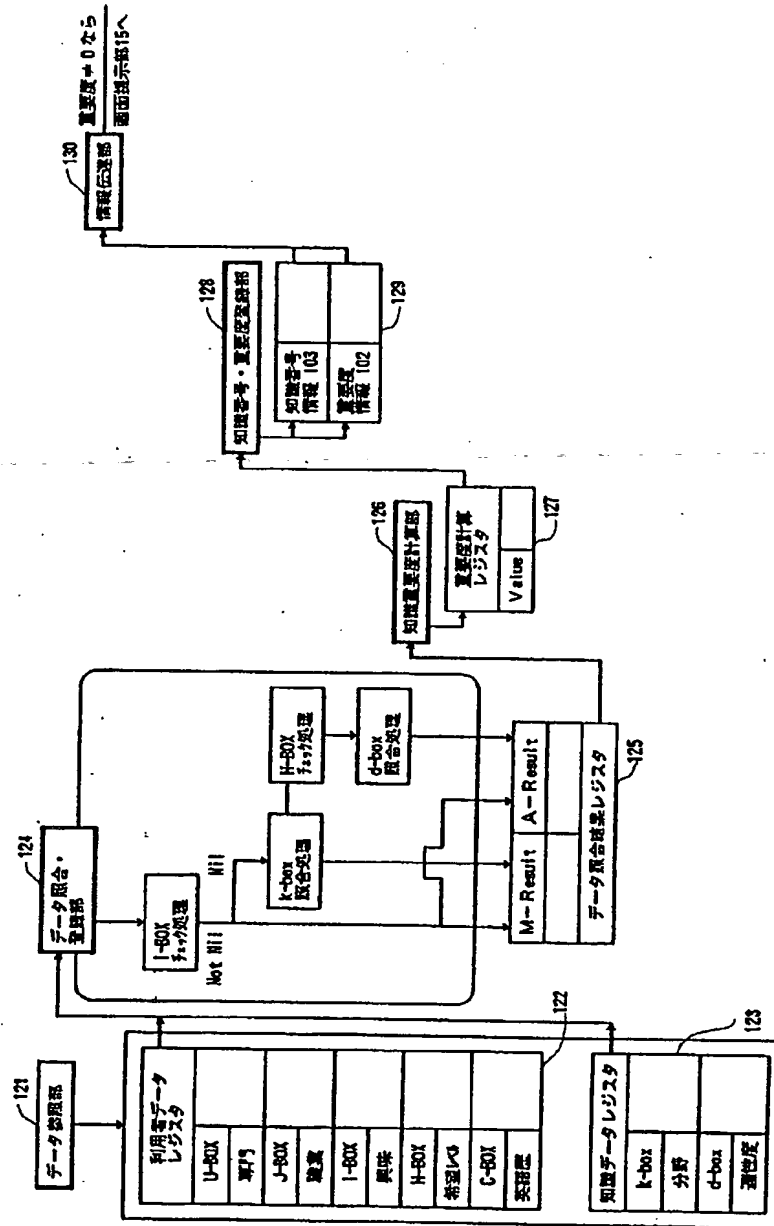 121
データ参照部
利用者データ
レジスタ
U-BOX
専門
J-BOX
職業
I-BOX
興味
H-BOX
希望レベル
C-BOX
英語歴
122
知識データレジスタ
k-box
分野
d-box
適性度
123
124
データ照合・
登録部
I-BOX
チェック処理
Not Nil
Nil
k-box
照合処理
H-BOX
チェック処理
d-box
照合処理
M-Result
A-Result
データ照合結果レジスタ
125
126
知識重要度計算部
重要度計算
レジスタ
Value
127
128
知識番号・重要度登録部
知識番号
情報 103
重要度
情報 102
129
130
情報伝達部
重要度≠0なら
画面提示部15へ